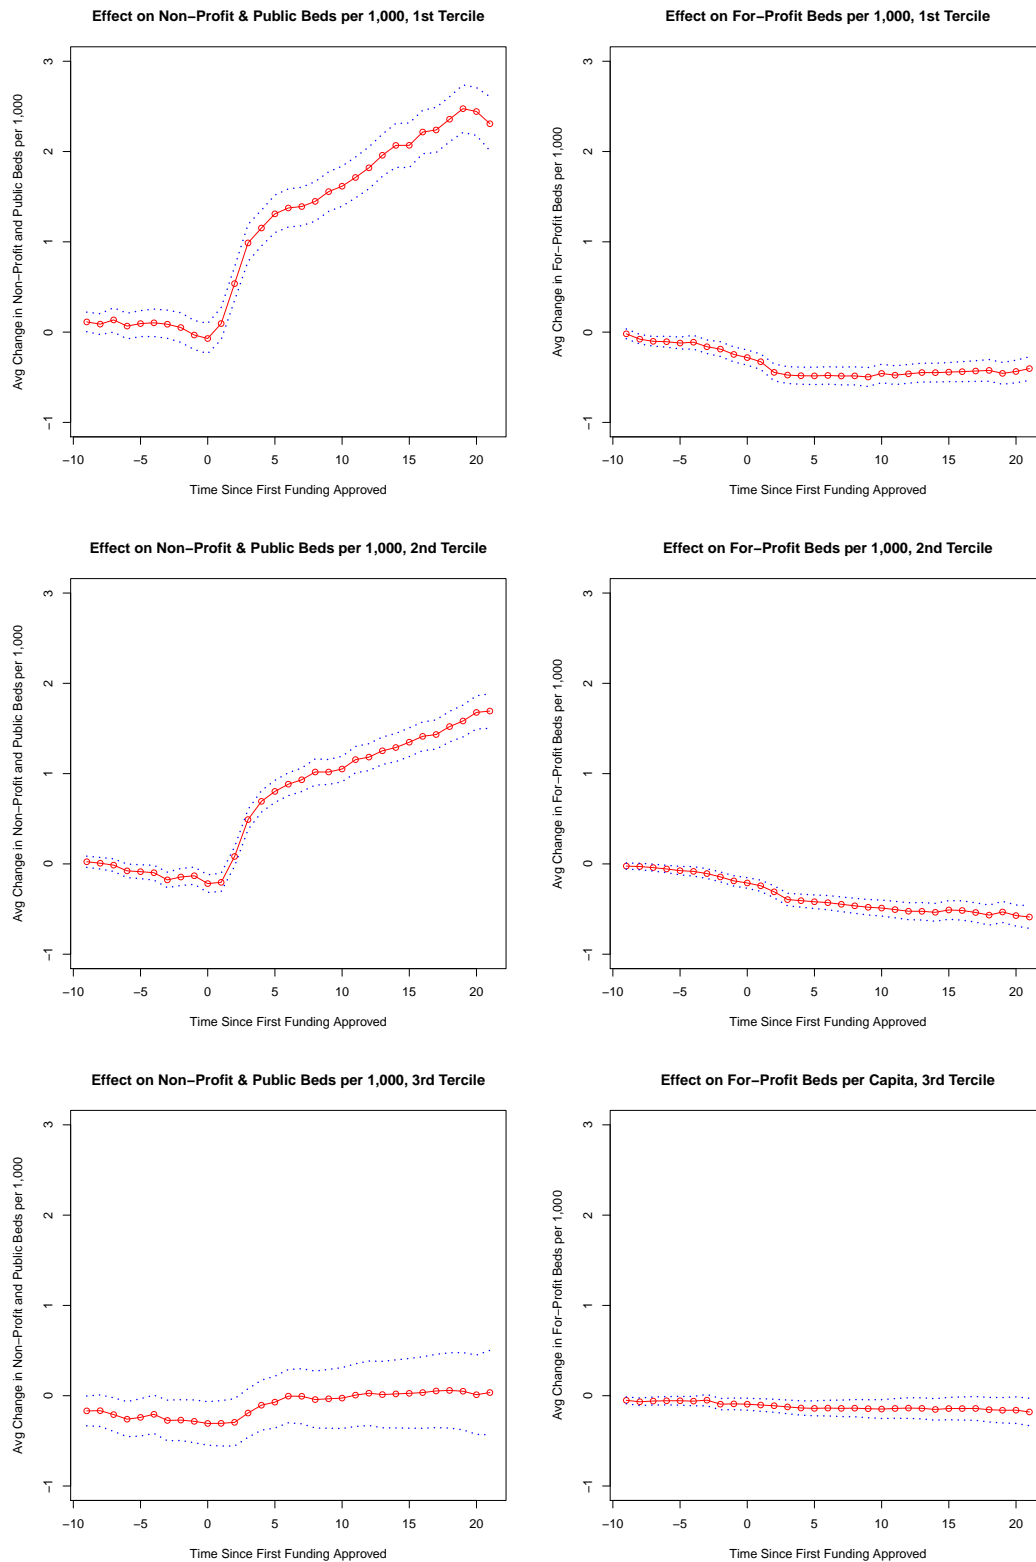 Effect on Non−Profit & Public Beds per 1,000, 1st Tercile
Avg Change in Non−Profit and Public Beds per 1,000
3
2
1
0
−1
−10 −5 0 5 10 15 20
Time Since First Funding Approved
Effect on For−Profit Beds per 1,000, 1st Tercile
Avg Change in For−Profit Beds per 1,000
3
2
1
0
−1
−10 −5 0 5 10 15 20
Time Since First Funding Approved
Effect on Non−Profit & Public Beds per 1,000, 2nd Tercile
Avg Change in Non−Profit and Public Beds per 1,000
3
2
1
0
−1
−10 −5 0 5 10 15 20
Time Since First Funding Approved
Effect on For−Profit Beds per 1,000, 2nd Tercile
Avg Change in For−Profit Beds per 1,000
3
2
1
0
−1
−10 −5 0 5 10 15 20
Time Since First Funding Approved
Effect on Non−Profit & Public Beds per 1,000, 3rd Tercile
Avg Change in Non−Profit and Public Beds per 1,000
3
2
1
0
−1
−10 −5 0 5 10 15 20
Time Since First Funding Approved
Effect on For−Profit Beds per Capita, 3rd Tercile
Avg Change in For−Profit Beds per 1,000
3
2
1
0
−1
−10 −5 0 5 10 15 20
Time Since First Funding Approved